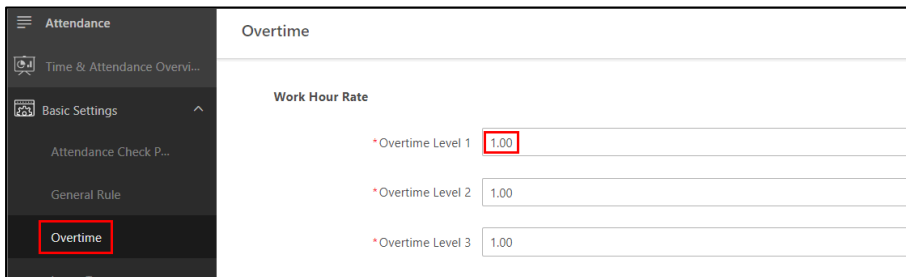 Attendance
Time & Attendance Overvi...
Basic Settings
Attendance Check P...
General Rule
Overtime
Overtime
Work Hour Rate
*Overtime Level 1 1.00
*Overtime Level 2 1.00
*Overtime Level 3 1.00